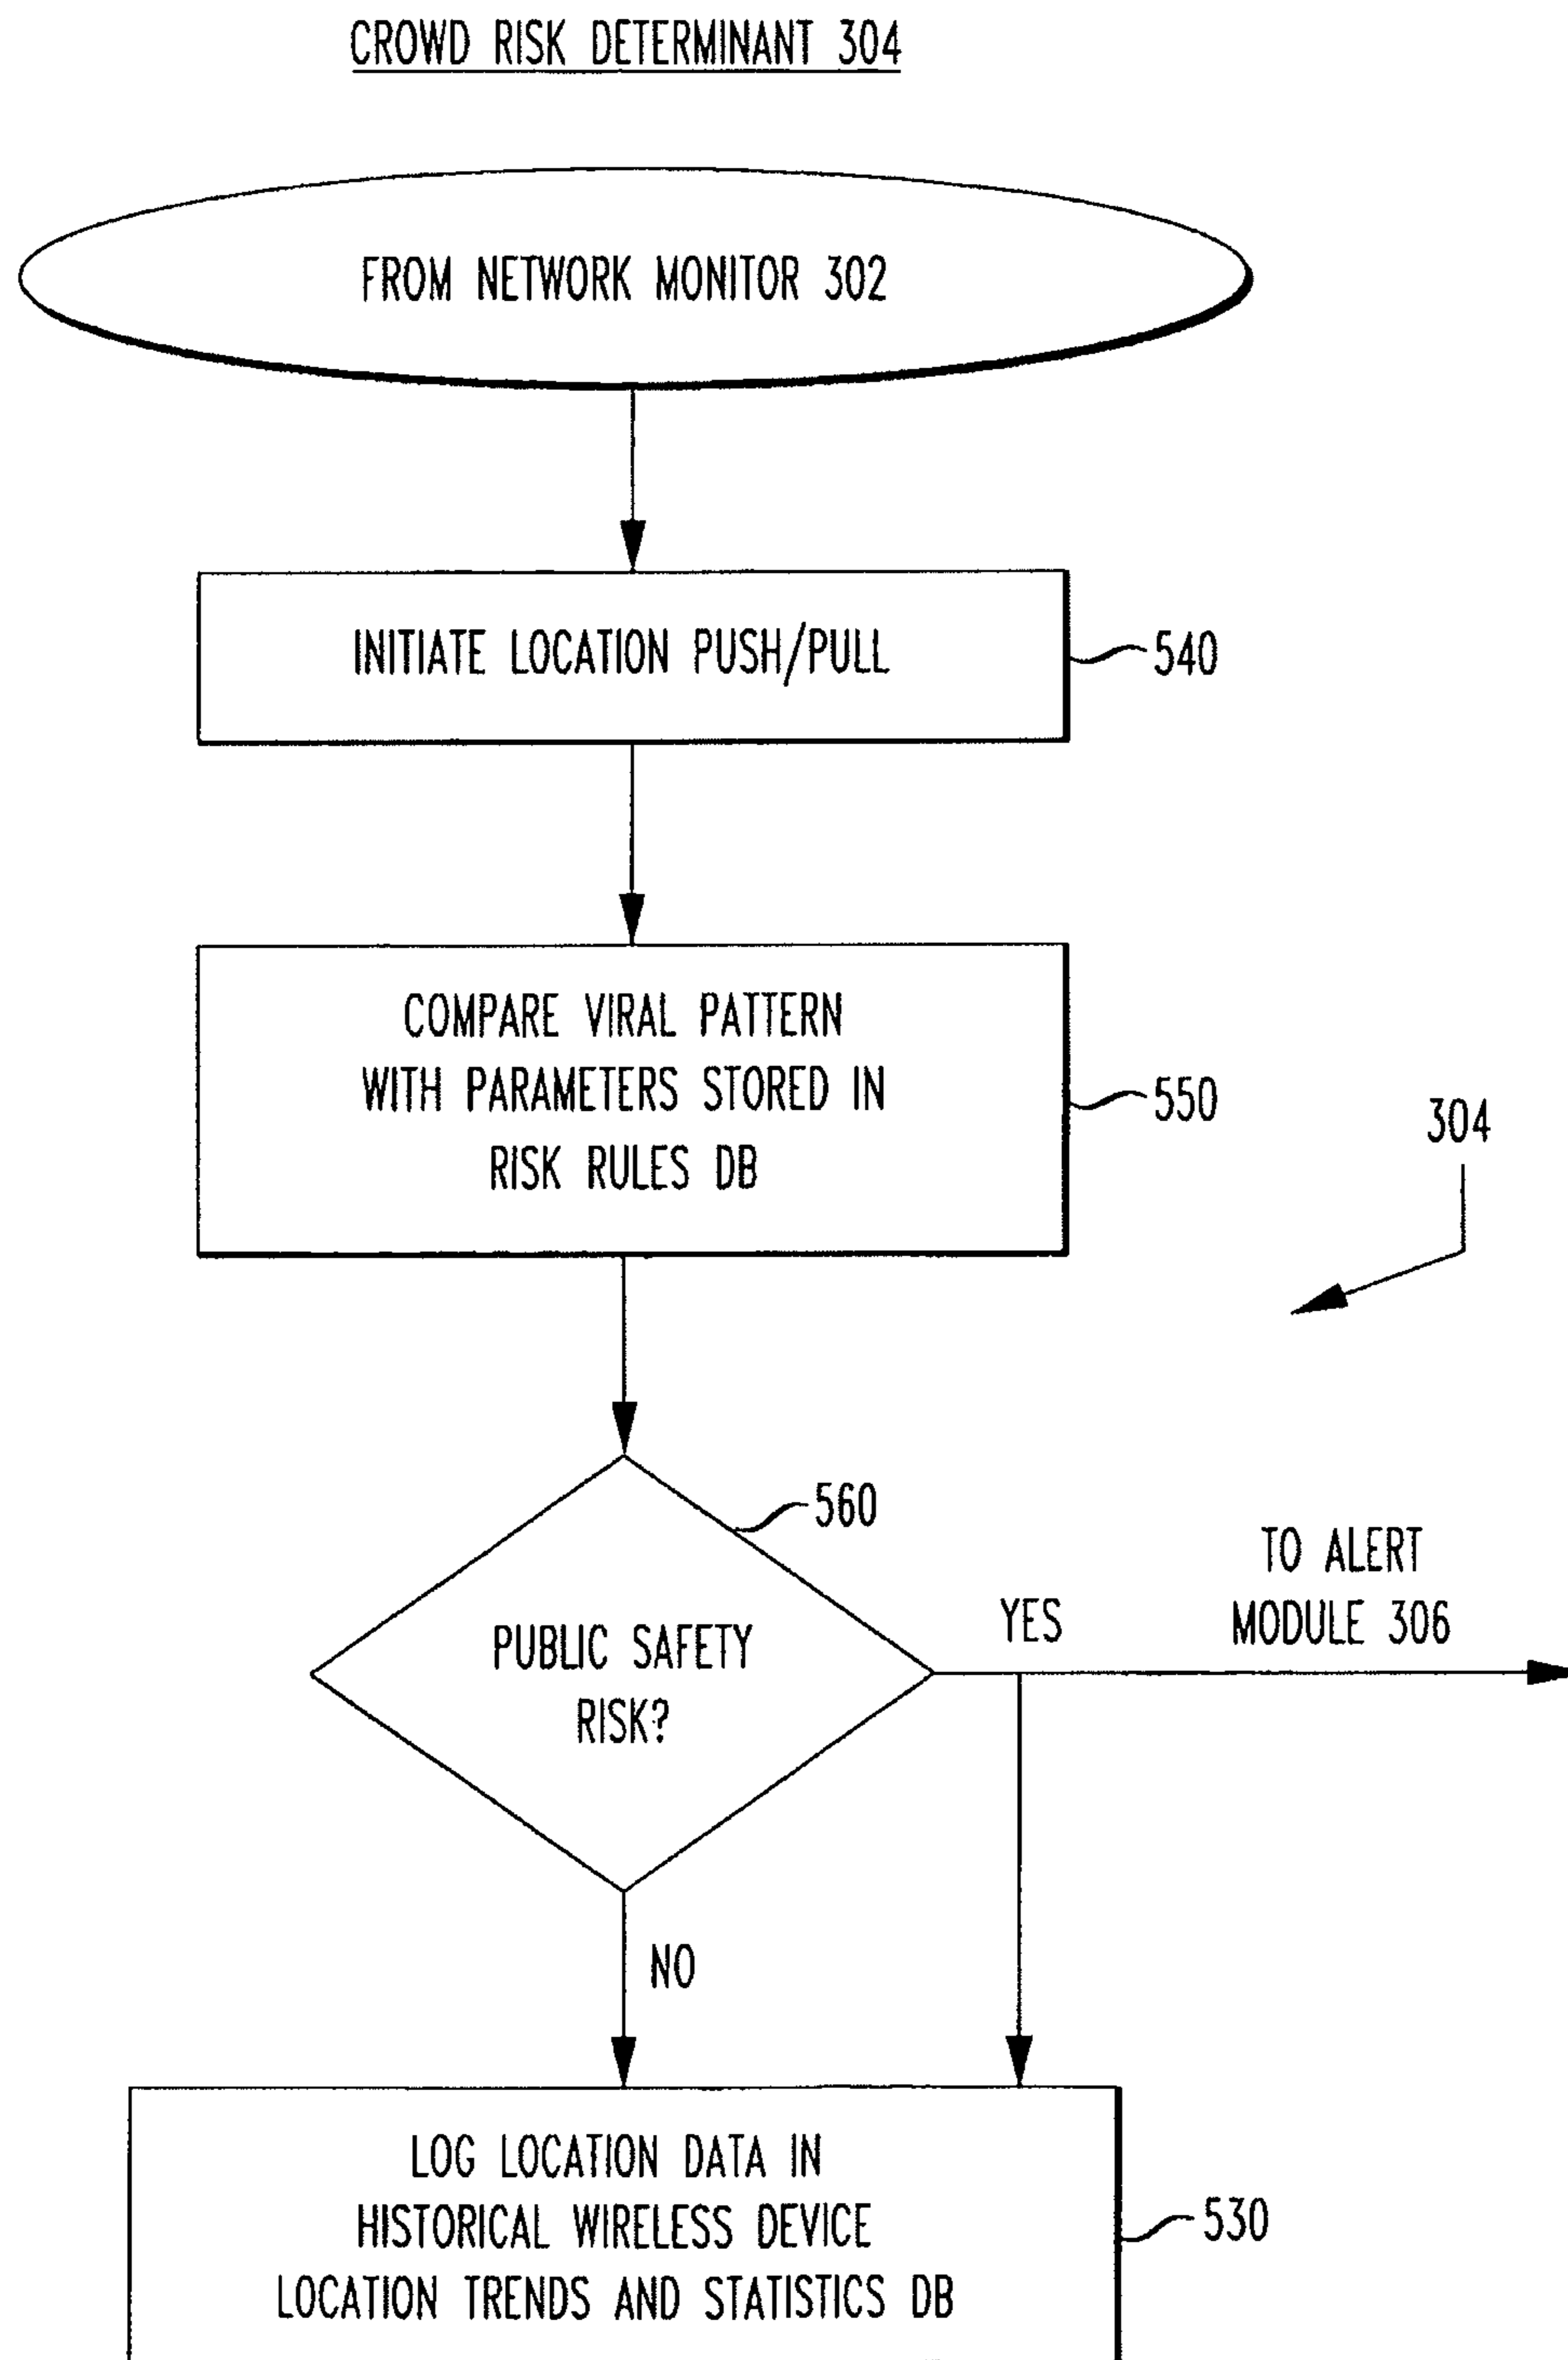 CROWD RISK DETERMINANT 304
FROM NETWORK MONITOR 302
INITIATE LOCATION PUSH/PULL
540
COMPARE VIRAL PATTERN
WITH PARAMETERS STORED IN
RISK RULES DB
550
304
560
PUBLIC SAFETY
RISK?
YES
TO ALERT
MODULE 306
NO
LOG LOCATION DATA IN
HISTORICAL WIRELESS DEVICE
LOCATION TRENDS AND STATISTICS DB
530